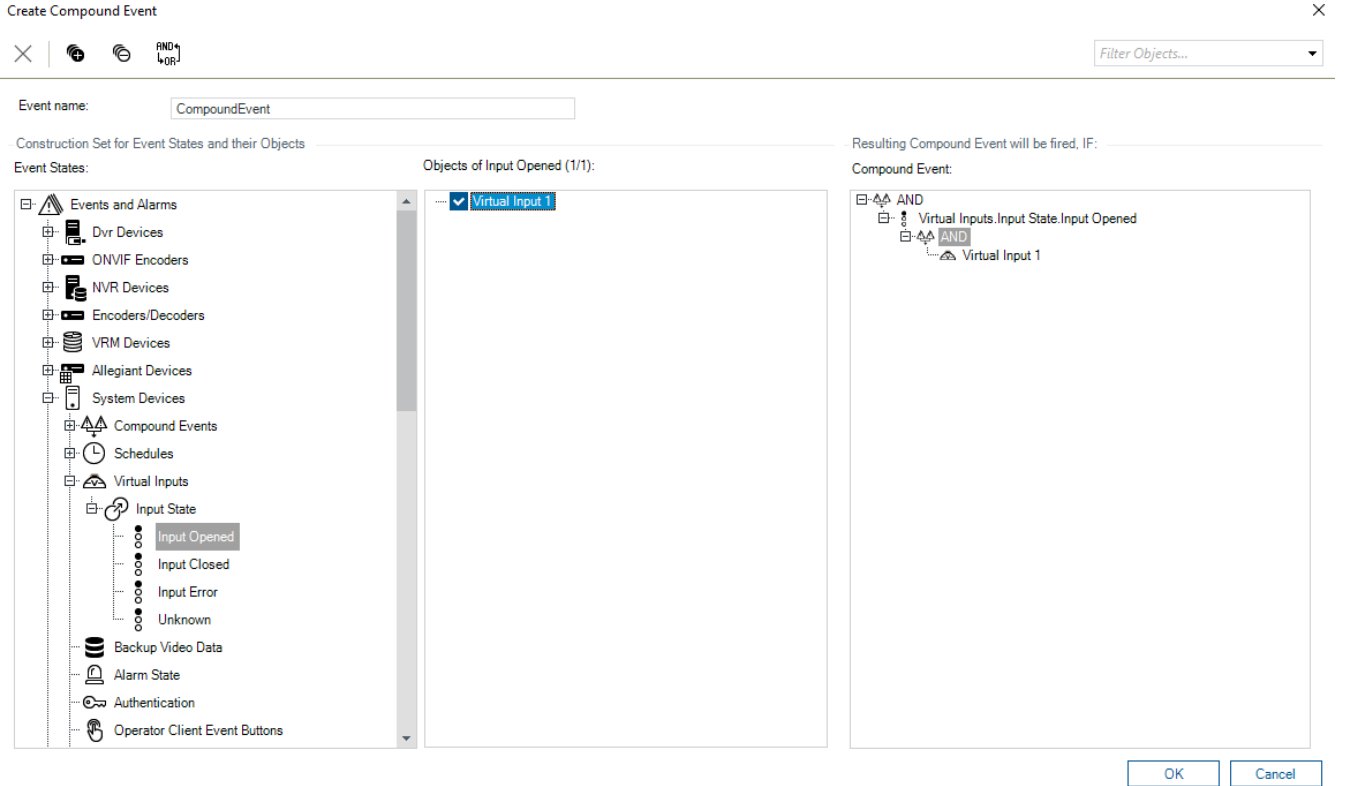 Create Compound Event
AND
OR
Filter Objects...
Event name:
CompoundEvent
Construction Set for Event States and their Objects
Resulting Compound Event will be fired, IF:
Event States:
Objects of Input Opened (1/1):
Compound Event:
Events and Alarms
Dvr Devices
ONVIF Encoders
NVR Devices
Encoders/Decoders
VRM Devices
Allegiant Devices
System Devices
Compound Events
Schedules
Virtual Inputs
Input State
Input Opened
Input Closed
Input Error
Unknown
Backup Video Data
Alarm State
Authentication
Operator Client Event Buttons
Virtual Input 1
AND
Virtual Inputs.Input State.Input Opened
AND
Virtual Input 1
OK
Cancel